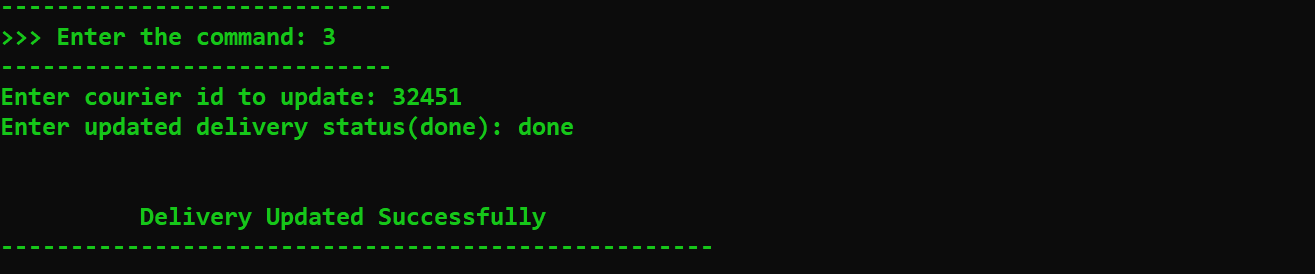 ----------------------------
>>> Enter the command: 3
----------------------------
Enter courier id to update: 32451
Enter updated delivery status(done): done
Delivery Updated Successfully
---------------------------------------------------